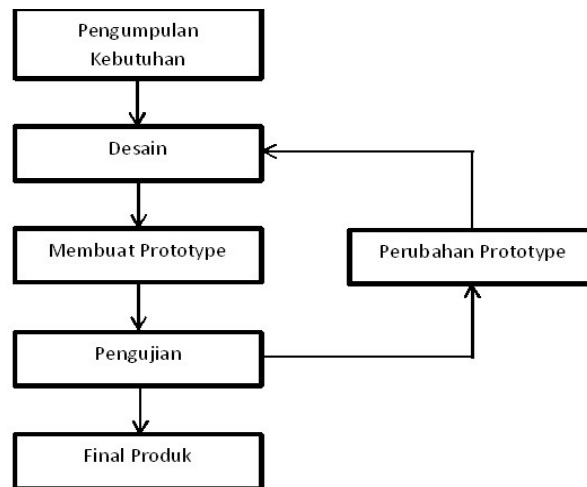 Pengumpulan
Kebutuhan
Desain
Membuat Prototype
Perubahan Prototype
Pengujian
Final Produk